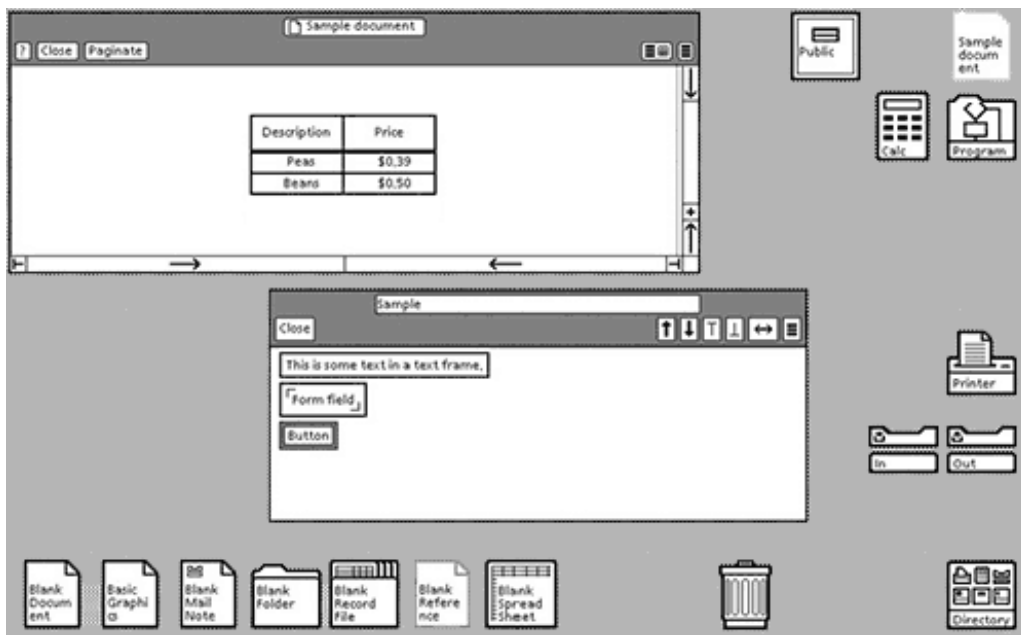 Sample document
? Close Paginate
Description Price
Peas $0.39
Beans $0.50
Public
Sample
docum
ent
Calc
Program
Sample
Close
This is some text in a text frame.
Form field
Button
Printer
In
Out
Blank
Docum
ent
Basic
Graphi
cs
Blank
Mail
Note
Blank
Folder
Blank
Record
File
Blank
Refere
nce
Blank
Spread
Sheet
Directory